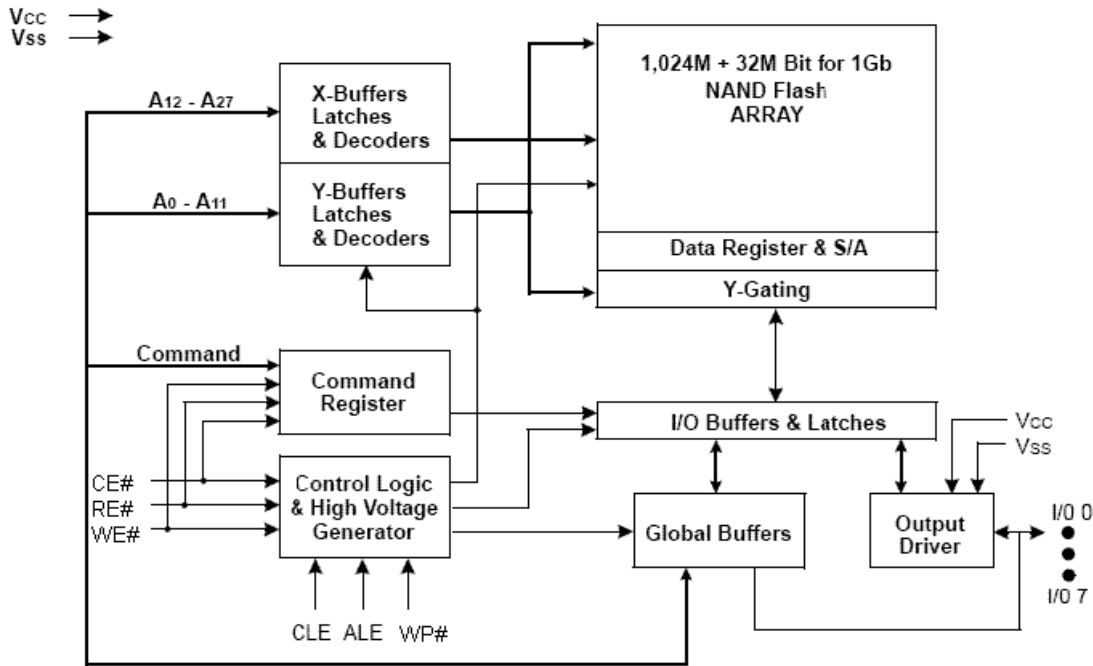 Vcc
Vss
A12 - A27
X-Buffers
Latches
& Decoders
A0 - A11
Y-Buffers
Latches
& Decoders
1,024M + 32M Bit for 1Gb
NAND Flash
ARRAY
Data Register & S/A
Y-Gating
Command
Command
Register
I/O Buffers & Latches
Vcc
Vss
CE#
RE#
WE#
Control Logic
& High Voltage
Generator
Global Buffers
Output
Driver
I/0 0
I/0 7
CLE ALE WP#